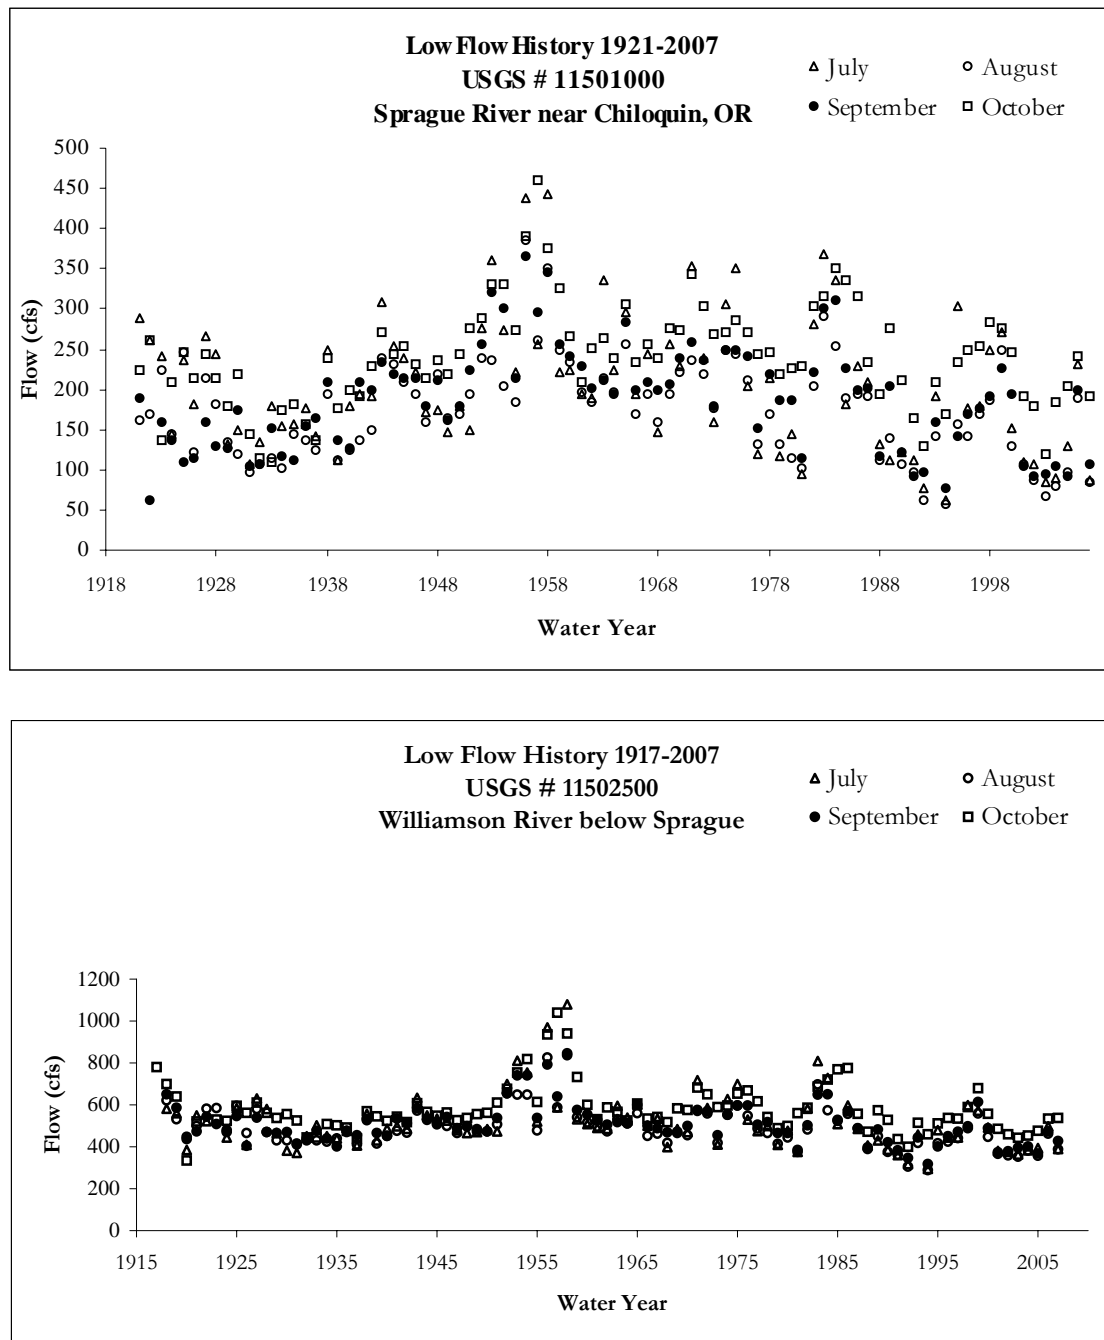 Low Flow History 1921-2007
USGS # 11501000
Sprague River near Chiloquin, OR
July
August
September
October
500
450
400
350
300
250
200
150
100
50
0
Flow (cfs)
1918
1928
1938
1948
1958
1968
1978
1988
1998
Water Year
Low Flow History 1917-2007
USGS # 11502500
Williamson River below Sprague
July
August
September
October
1200
1000
800
600
400
200
0
Flow (cfs)
1915
1925
1935
1945
1955
1965
1975
1985
1995
2005
Water Year